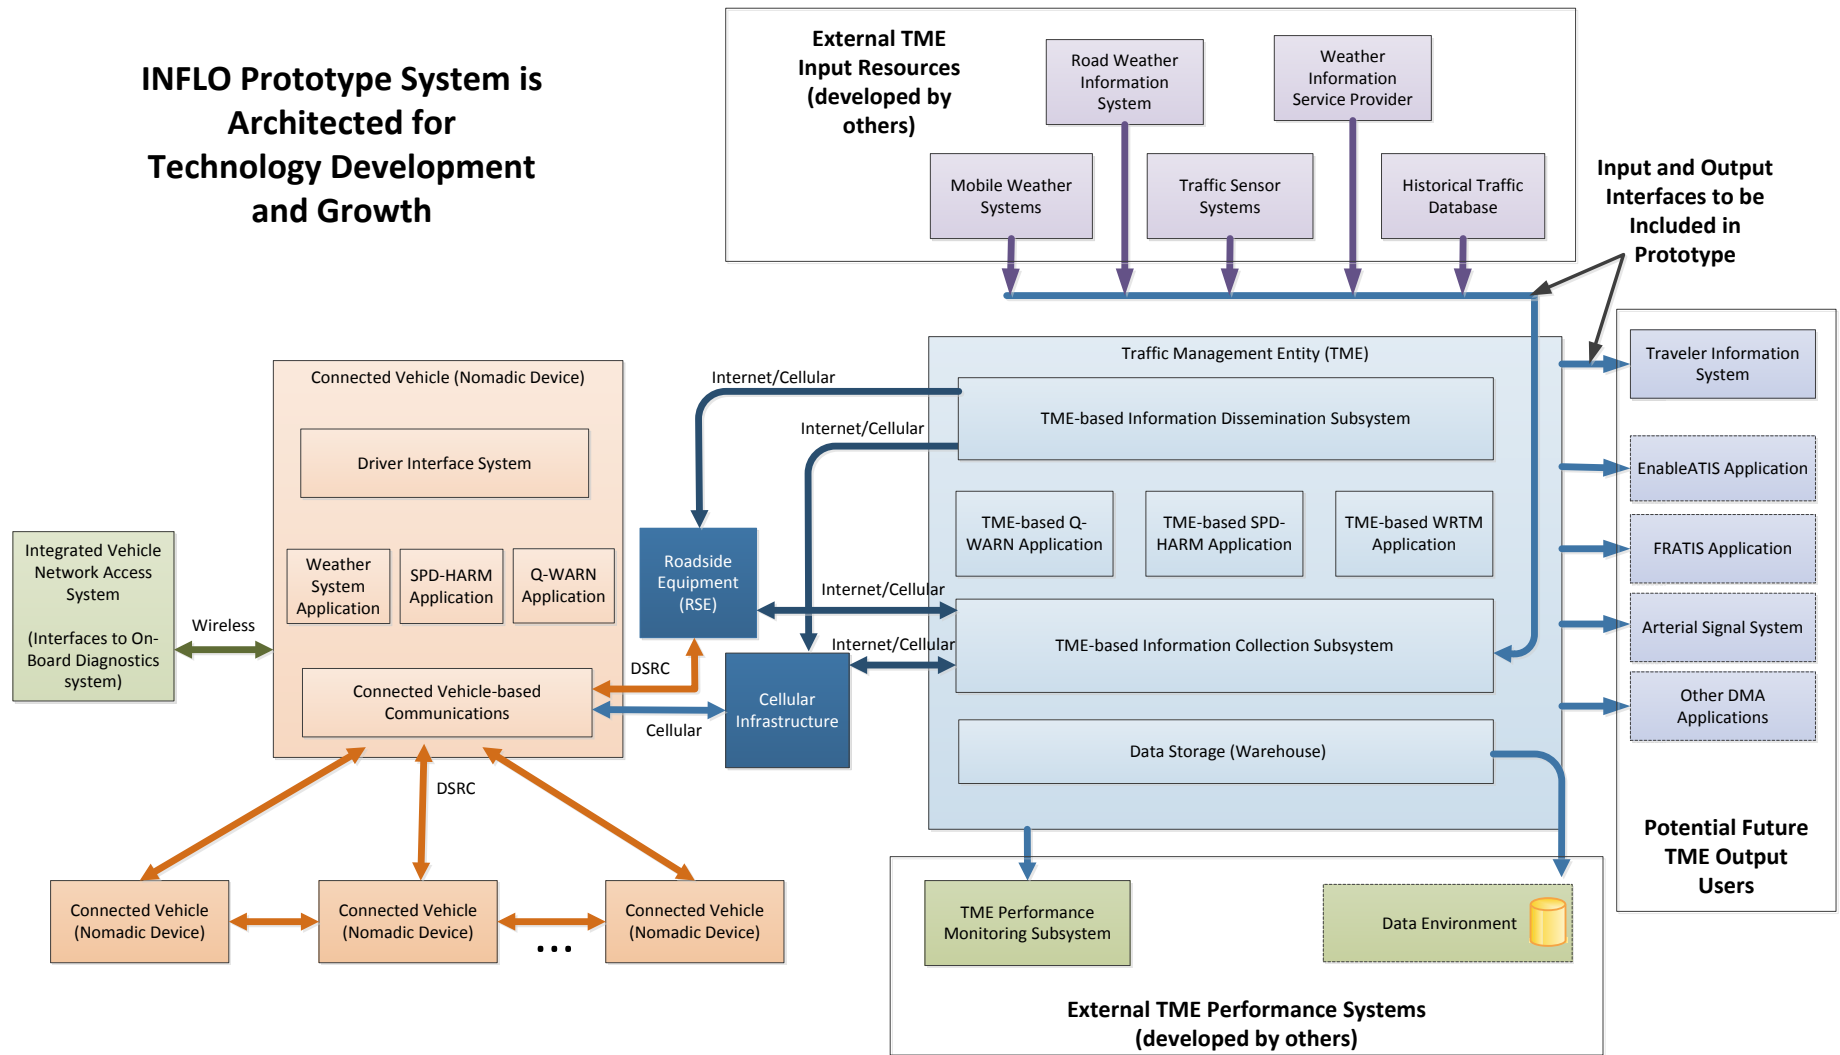 INFLO Prototype System is
Architected for
Technology Development
and Growth
External TME
Input Resources
(developed by
others)
Road Weather
Information
System
Weather
Information
Service Provider
Mobile Weather
Systems
Traffic Sensor
Systems
Historical Traffic
Database
Input and Output
Interfaces to be
Included in
Prototype
Connected Vehicle (Nomadic Device)
Driver Interface System
Weather
System
Application
SPD-HARM
Application
Q-WARN
Application
Connected Vehicle-based
Communications
Integrated Vehicle
Network Access
System
(Interfaces to On-
Board Diagnostics
system)
Wireless
Internet/Cellular
Internet/Cellular
Roadside
Equipment
(RSE)
Internet/Cellular
Internet/Cellular
DSRC
Cellular
Cellular
Infrastructure
Traffic Management Entity (TME)
TME-based Information Dissemination Subsystem
TME-based Q-
WARN Application
TME-based SPD-
HARM Application
TME-based WRTM
Application
TME-based Information Collection Subsystem
Data Storage (Warehouse)
Traveler Information
System
EnableATIS Application
FRATIS Application
Arterial Signal System
Other DMA
Applications
Potential Future
TME Output
Users
DSRC
Connected Vehicle
(Nomadic Device)
Connected Vehicle
(Nomadic Device)
...
Connected Vehicle
(Nomadic Device)
TME Performance
Monitoring Subsystem
Data Environment
External TME Performance Systems
(developed by others)